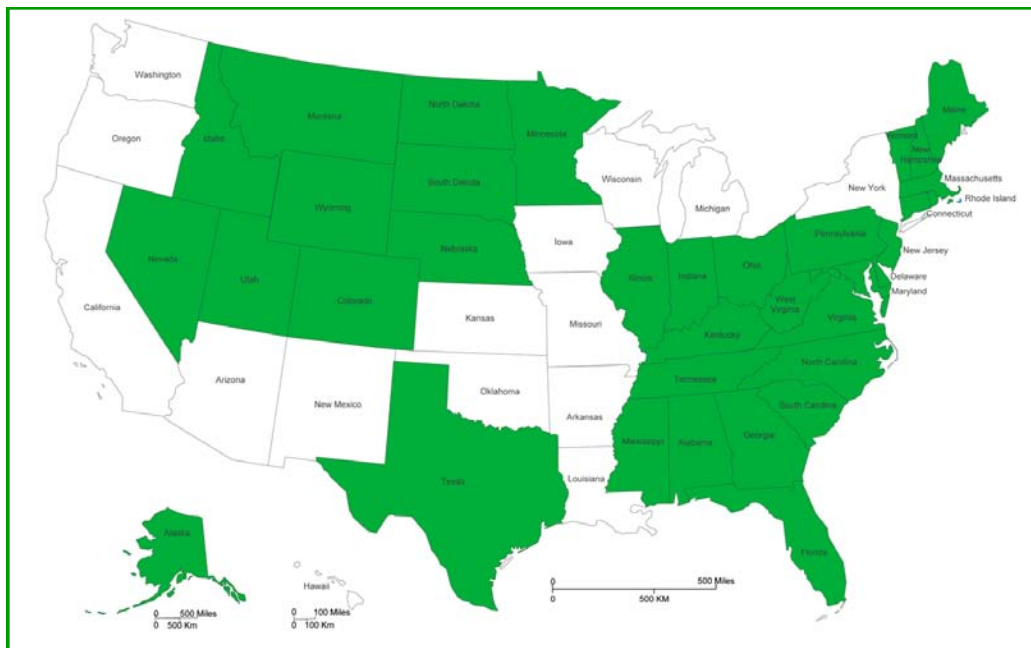 Washington
Oregon
California
Idaho
Nevada
Montana
Wyoming
Utah
Arizona
Colorado
New Mexico
North Dakota
South Dakota
Nebraska
Kansas
Oklahoma
Texas
Minnesota
Iowa
Missouri
Arkansas
Louisiana
Wisconsin
Illinois
Michigan
Indiana
Ohio
Kentucky
Tennessee
Mississippi
Alabama
Georgia
Florida
South Carolina
North Carolina
Virginia
West
Virginia
Pennsylvania
New York
Vermont
New
Hampshire
Maine
Massachusetts
Rhode Island
Connecticut
New Jersey
Delaware
Maryland
Alaska
0 500 Miles
0 500 Km
Hawaii
0 100 Miles
0 100 Km
0 500 Miles
0 500 KM